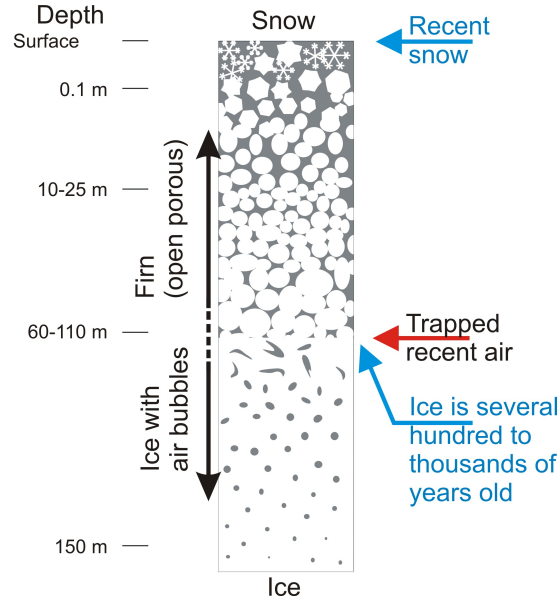 Depth
Snow
Surface
Recent
snow
0.1 m
10-25 m
Firn
(open porous)
60-110 m
Trapped
recent air
Ice with
air bubbles
Ice is several
hundred to
thousands of
years old
150 m
Ice